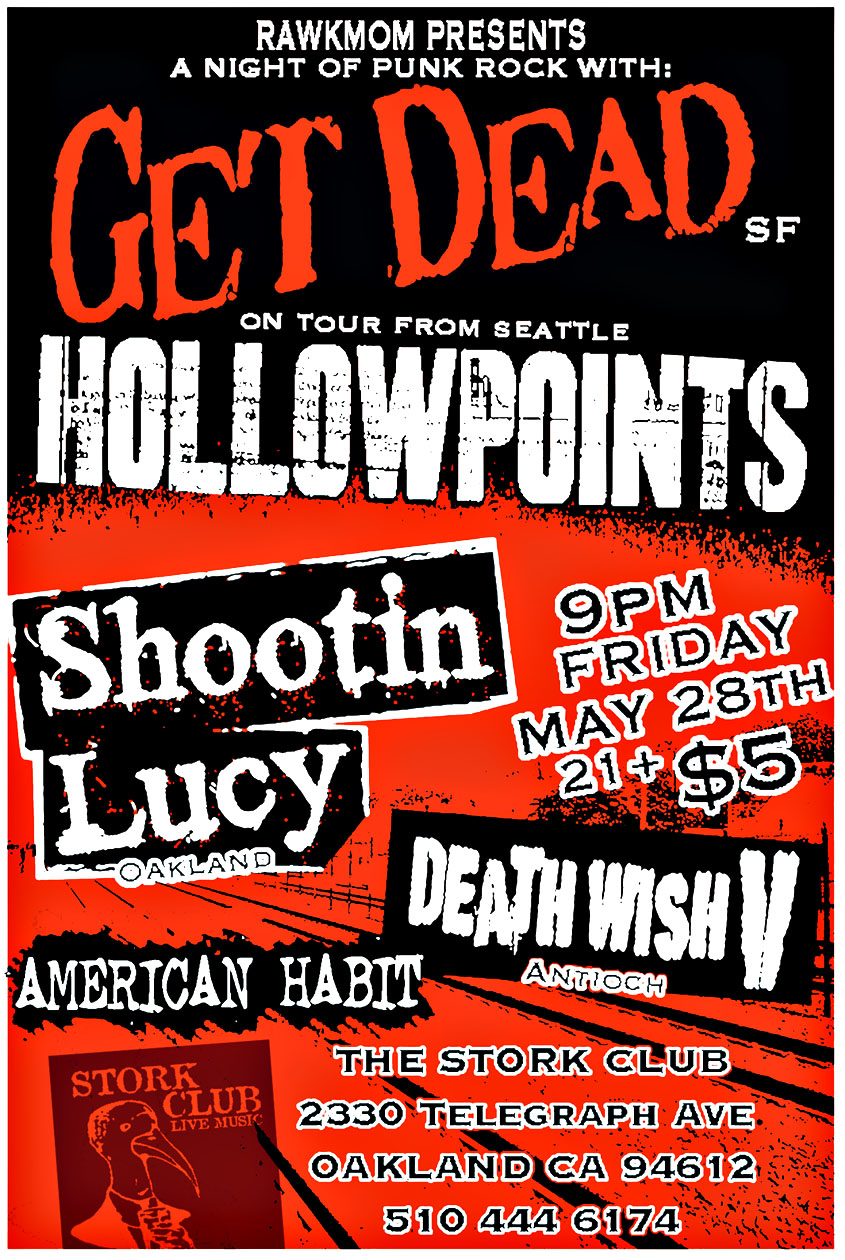 RAWKMOM PRESENTS
A NIGHT OF PUNK ROCK WITH:
GET DEAD
SF
ON TOUR FROM SEATTLE
HOLLOWPOINTS
Shootin
Lucy
OAKLAND
9PM
FRIDAY
MAY 28TH
21+ $5
DEATH WISH V
ANTIOCH
AMERICAN HABIT
STORK
CLUB
LIVE MUSIC
THE STORK CLUB
2330 TELEGRAPH AVE.
OAKLAND CA 94612
510 444 6174